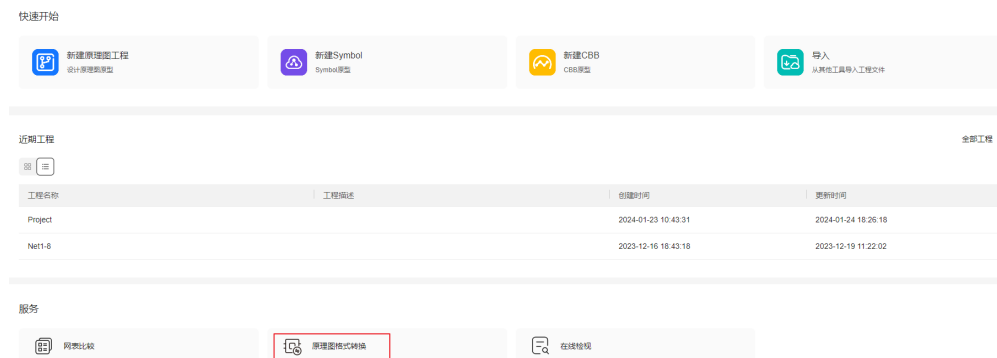 快速开始
新建原理图工程
设计原理图原型
新建Symbol
Symbol原型
新建CBB
CBB原型
导入
从其他工具导入工程文件
近期工程
全部工程
工程名称 工程描述 创建时间 更新时间
Project 2024-01-23 10:43:31 2024-01-24 18:26:18
Net1-8 2023-12-16 18:43:18 2023-12-19 11:22:02
服务
网表比较
原理图格式转换
在线检视